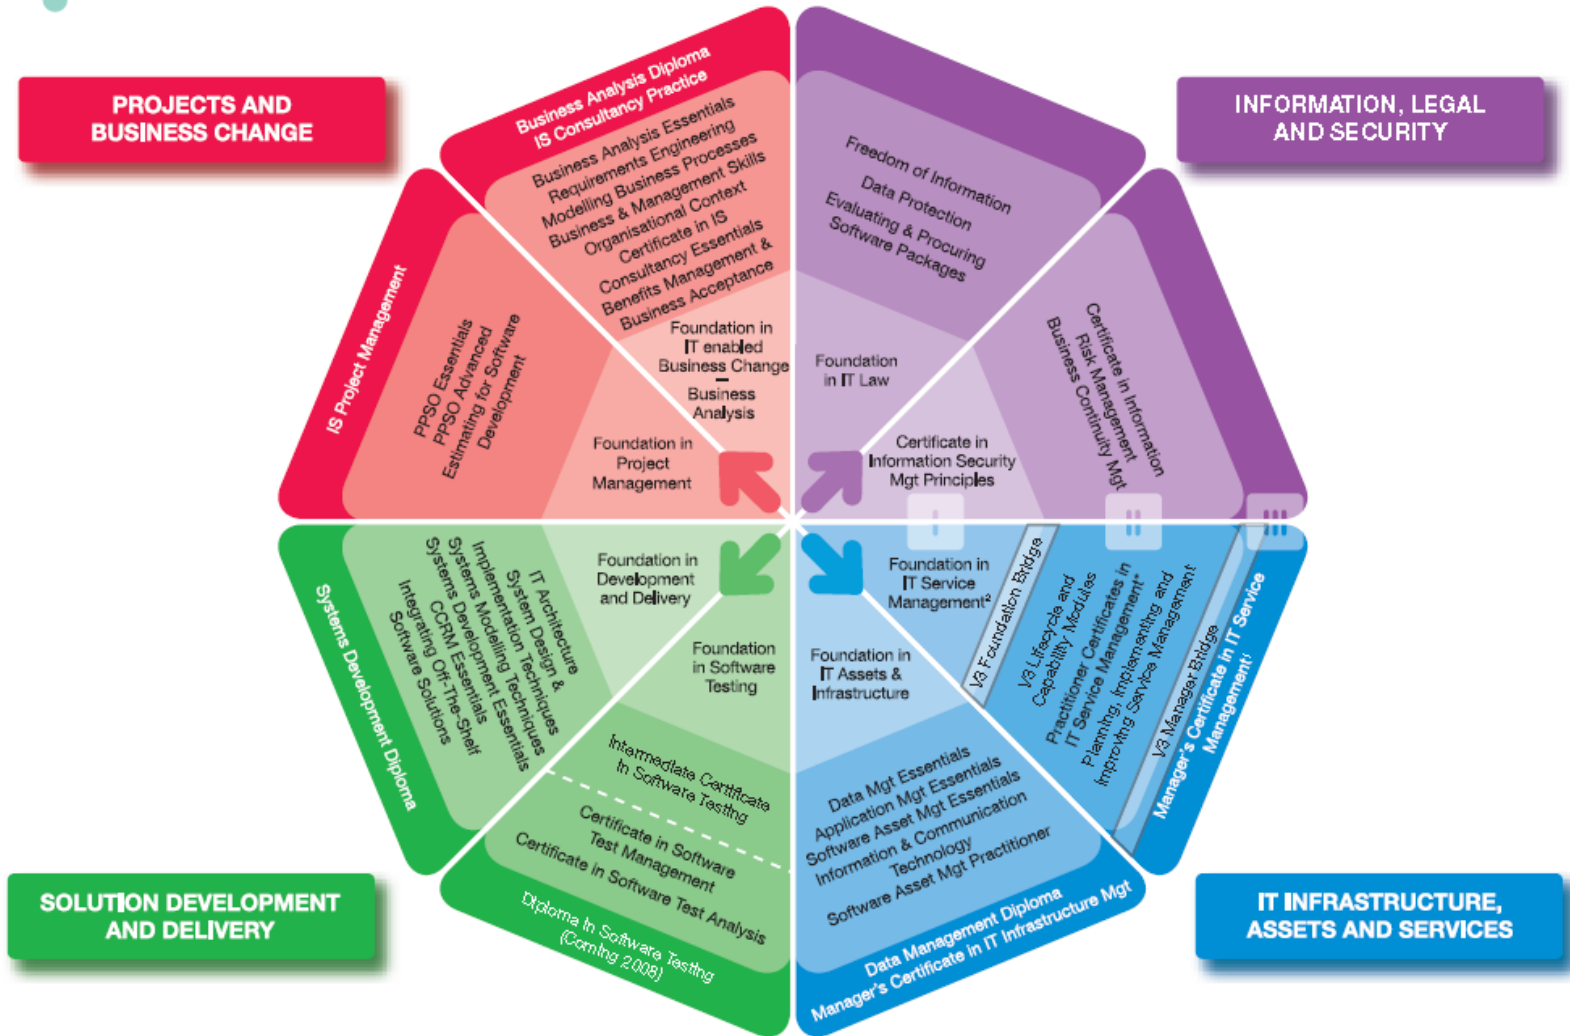 PROJECTS AND
BUSINESS CHANGE
INFORMATION, LEGAL
AND SECURITY
Business Analysis Diploma
IS Consultancy Practice
Business Analysis Essentials
Requirements Engineering
Modelling Business Processes
Business & Management Skills
Organisational Context
Certificate in IS
Consultancy Essentials
Benefits Management &
Business Acceptance
Foundation in
IT enabled
Business Change
–
Business
Analysis
IS Project Management
PPSO Essentials
PPSO Advanced
Estimating for Software
Development
Foundation in
Project
Management
Freedom of Information
Data Protection
Evaluating & Procuring
Software Packages
Foundation
in IT Law
Certificate in Information
Risk Management
Business Continuity Mgt
Certificate in
Information Security
Mgt Principles
I
II
III
Systems Development Diploma
IT Architecture
System Design &
Implementation Techniques
Systems Modelling Techniques
Systems Development Essentials
CCRM Essentials
Integrating Off-The-Shelf
Software Solutions
Foundation in
Development
and Delivery
Foundation
in Software
Testing
Intermediate Certificate
In Software Testing
Certificate in Software
Test Management
Certificate in Software Test Analysis
Diploma in Software Testing
(Coming 2008)
Foundation in
IT Service
Management²
V3 Foundation Bridge
V3 Lifecycle and
Capability Modules
Practitioner Certificates in
IT Service Management*
Planning, Implementing and
Improving Service Management
V3 Manager Bridge
Manager's Certificate in IT Service
Management
Foundation in
IT Assets &
Infrastructure
Data Mgt Essentials
Application Mgt Essentials
Software Asset Mgt Essentials
Information & Communication
Technology
Software Asset Mgt Practitioner
Data Management Diploma
Manager's Certificate in IT Infrastructure Mgt
SOLUTION DEVELOPMENT
AND DELIVERY
IT INFRASTRUCTURE,
ASSETS AND SERVICES